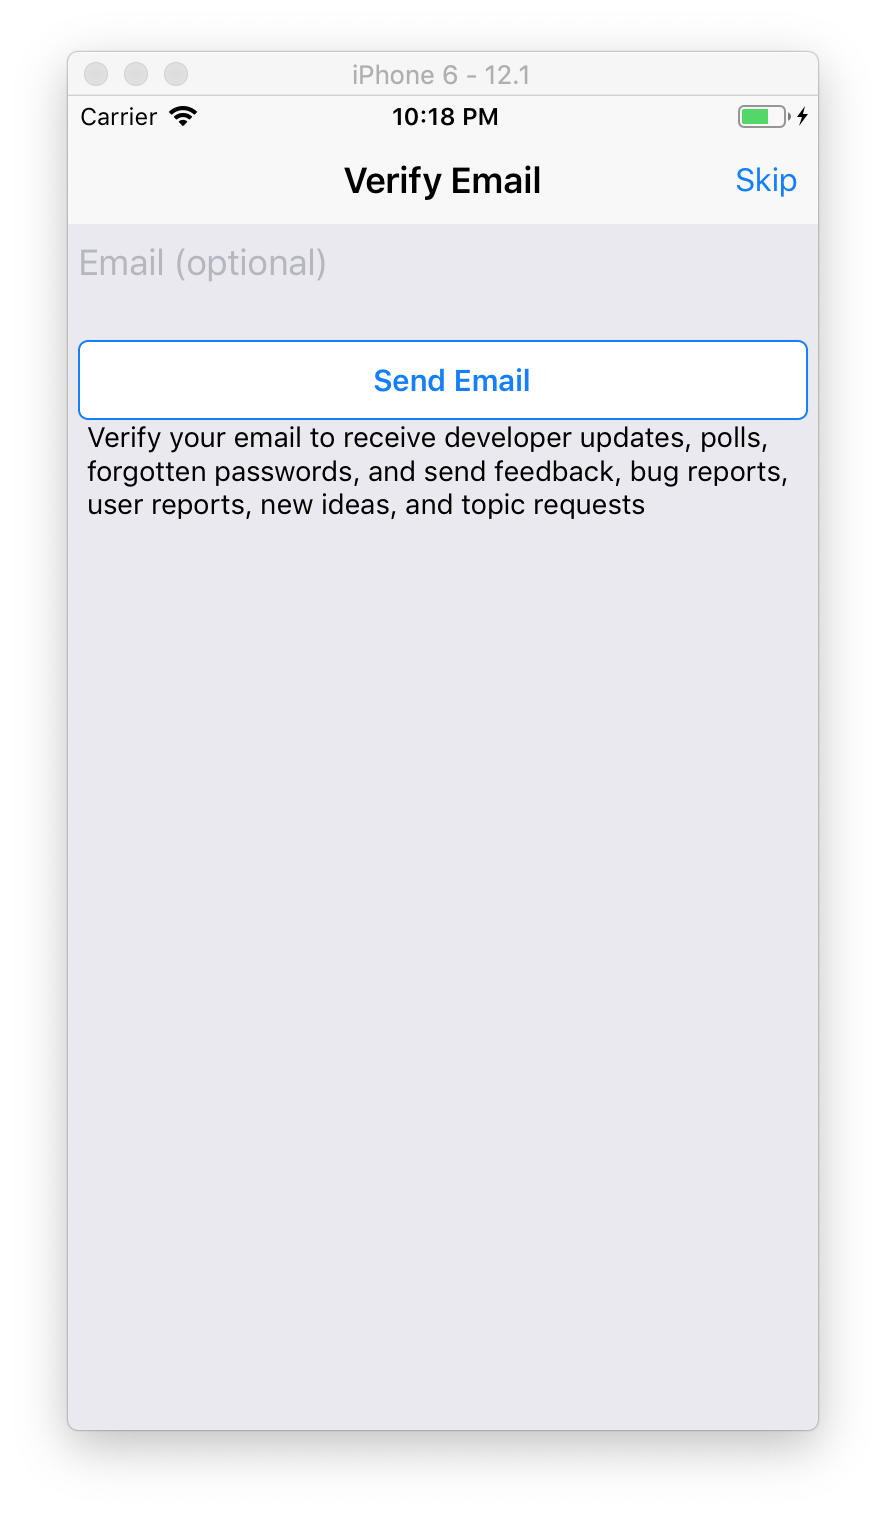 iPhone 6 - 12.1
Carrier 10:18 PM
Verify Email Skip
Email (optional)
Send Email
Verify your email to receive developer updates, polls,
forgotten passwords, and send feedback, bug reports,
user reports, new ideas, and topic requests